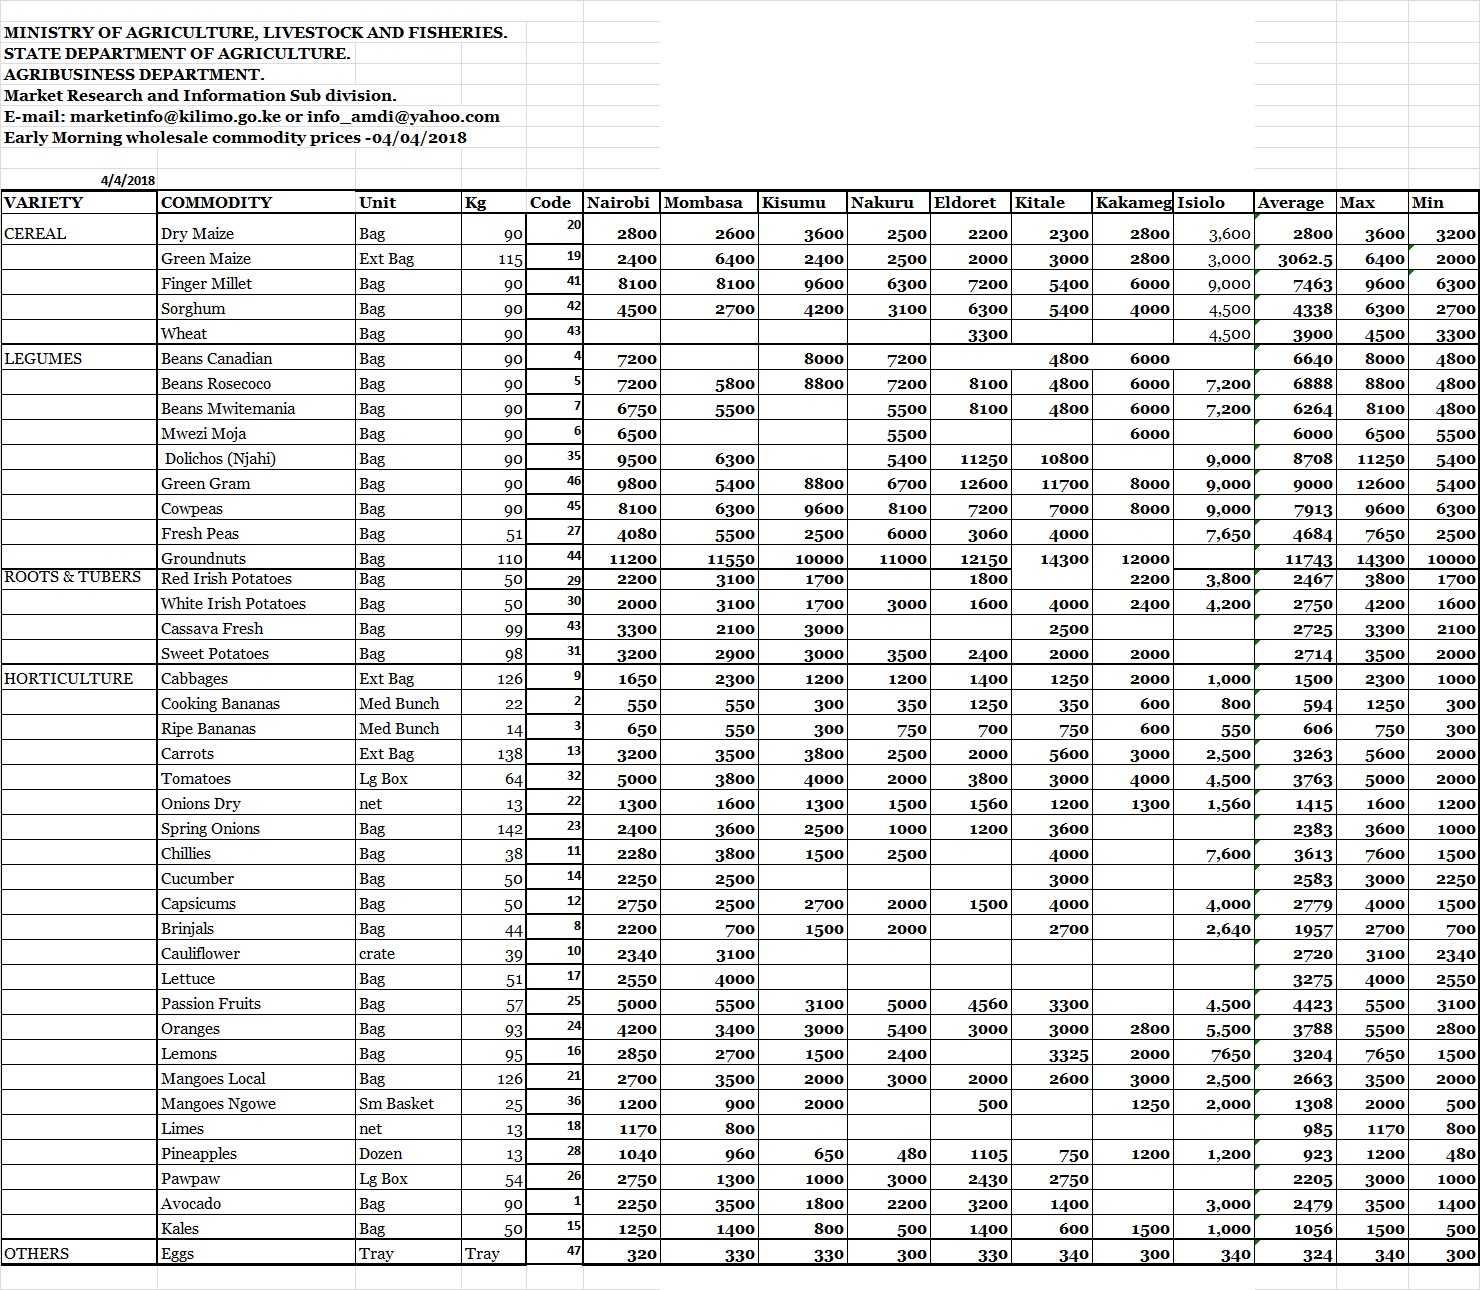 MINISTRY OF AGRICULTURE, LIVESTOCK AND FISHERIES.
STATE DEPARTMENT OF AGRICULTURE.
AGRIBUSINESS DEPARTMENT.
Market Research and Information Sub division.
E-mail: marketinfo@kilimo.go.ke or info_amdi@yahoo.com
Early Morning wholesale commodity prices -04/04/2018
4/4/2018
VARIETY COMMODITY Unit Kg Code Nairobi Mombasa Kisumu Nakuru Eldoret Kitale Kakameg Isiolo Average Max Min
CEREAL Dry Maize Bag 90 20 2800 2600 3600 2500 2200 2300 2800 3,600 2800 3600 3200
Green Maize Ext Bag 115 19 2400 6400 2400 2500 2000 3000 2800 3,000 3062.5 6400 2000
Finger Millet Bag 90 41 8100 8100 9600 6300 7200 5400 6000 9,000 7463 9600 6300
Sorghum Bag 90 42 4500 2700 4200 3100 6300 5400 4000 4,500 4338 6300 2700
Wheat Bag 90 43 3300 4,500 3900 4500 3300
LEGUMES Beans Canadian Bag 90 4 7200 8000 7200 4800 6000 6640 8000 4800
Beans Rosecoco Bag 90 5 7200 5800 8800 7200 8100 4800 6000 7,200 6888 8800 4800
Beans Mwitemania Bag 90 7 6750 5500 5500 8100 4800 6000 7,200 6264 8100 4800
Mwezi Moja Bag 90 6 6500 5500 6000 6000 6500 5500
Dolichos (Njahi) Bag 90 35 9500 6300 5400 11250 10800 9,000 8708 11250 5400
Green Gram Bag 90 46 9800 5400 8800 6700 12600 11700 8000 9,000 9000 12600 5400
Cowpeas Bag 90 45 8100 6300 9600 8100 7200 7000 8000 9,000 7913 9600 6300
Fresh Peas Bag 51 27 4080 5500 2500 6000 3060 4000 7,650 4684 7650 2500
Groundnuts Bag 110 44 11200 11550 10000 11000 12150 14300 12000 11743 14300 10000
ROOTS & TUBERS Red Irish Potatoes Bag 50 29 2200 3100 1700 1800 2200 3,800 2467 3800 1700
White Irish Potatoes Bag 50 30 2000 3100 1700 3000 1600 4000 2400 4,200 2750 4200 1600
Cassava Fresh Bag 99 43 3300 2100 3000 2500 2725 3300 2100
Sweet Potatoes Bag 98 31 3200 2900 3000 3500 2400 2000 2000 2714 3500 2000
HORTICULTURE Cabbages Ext Bag 126 9 1650 2300 1200 1200 1400 1250 2000 1,000 1500 2300 1000
Cooking Bananas Med Bunch 22 2 550 550 300 350 1250 350 600 800 594 1250 300
Ripe Bananas Med Bunch 14 3 650 550 300 750 700 750 600 550 606 750 300
Carrots Ext Bag 138 13 3200 3500 3800 2500 2000 5600 3000 2,500 3263 5600 2000
Tomatoes Lg Box 64 32 5000 3800 4000 2000 3800 3000 4000 4,500 3763 5000 2000
Onions Dry net 13 22 1300 1600 1300 1500 1560 1200 1300 1,560 1415 1600 1200
Spring Onions Bag 142 23 2400 3600 2500 1000 1200 3600 2383 3600 1000
Chillies Bag 38 11 2280 3800 1500 2500 4000 7,600 3613 7600 1500
Cucumber Bag 50 14 2250 2500 3000 2583 3000 2250
Capsicums Bag 50 12 2750 2500 2700 2000 1500 4000 4,000 2779 4000 1500
Brinjals Bag 44 8 2200 700 1500 2000 2700 2,640 1957 2700 700
Cauliflower crate 39 10 2340 3100 2720 3100 2340
Lettuce Bag 51 17 2550 4000 3275 4000 2550
Passion Fruits Bag 57 25 5000 5500 3100 5000 4560 3300 4,500 4423 5500 3100
Oranges Bag 93 24 4200 3400 3000 5400 3000 3000 2800 5,500 3788 5500 2800
Lemons Bag 95 16 2850 2700 1500 2400 3325 2000 7650 3204 7650 1500
Mangoes Local Bag 126 21 2700 3500 2000 3000 2000 2600 3000 2,500 2663 3500 2000
Mangoes Ngowe Sm Basket 25 36 1200 900 2000 500 1250 2,000 1308 2000 500
Limes net 13 18 1170 800 985 1170 800
Pineapples Dozen 13 28 1040 960 650 480 1105 750 1200 1,200 923 1200 480
Pawpaw Lg Box 54 26 2750 1300 1000 3000 2430 2750 2205 3000 1000
Avocado Bag 90 1 2250 3500 1800 2200 3200 1400 3,000 2479 3500 1400
Kales Bag 50 15 1250 1400 800 500 1400 600 1500 1,000 1056 1500 500
OTHERS Eggs Tray Tray 47 320 330 330 300 330 340 300 340 324 340 300